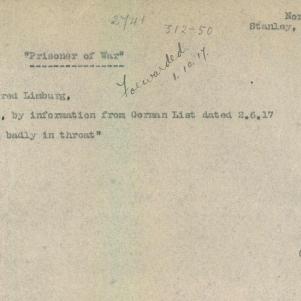 2741
312-50
Stanley,
"Prisoner of War"
Forwarded
1.10.17.
red Limburg,
, by information from German List dated 2.6.17
badly in throat"